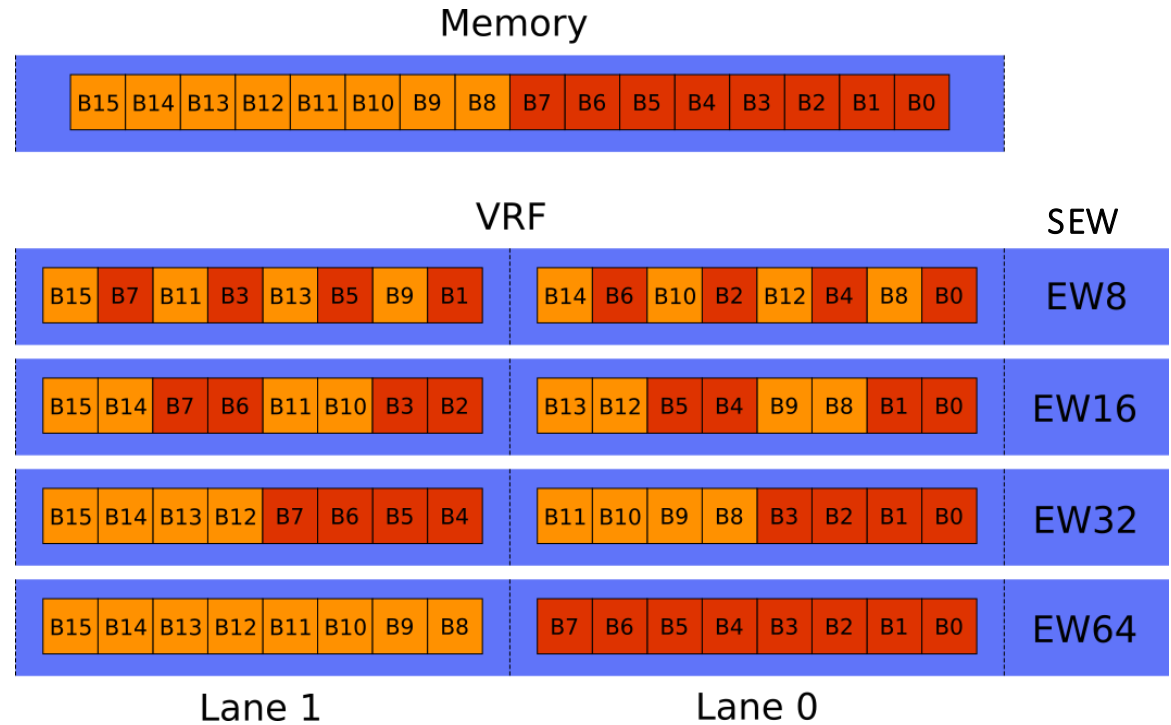 Memory
B15 B14 B13 B12 B11 B10 B9 B8 B7 B6 B5 B4 B3 B2 B1 B0
VRF SEW
B15 B7 B11 B3 B13 B5 B9 B1 B14 B6 B10 B2 B12 B4 B8 B0 EW8
B15 B14 B7 B6 B11 B10 B3 B2 B13 B12 B5 B4 B9 B8 B1 B0 EW16
B15 B14 B13 B12 B7 B6 B5 B4 B11 B10 B9 B8 B3 B2 B1 B0 EW32
B15 B14 B13 B12 B11 B10 B9 B8 B7 B6 B5 B4 B3 B2 B1 B0 EW64
Lane 1 Lane 0